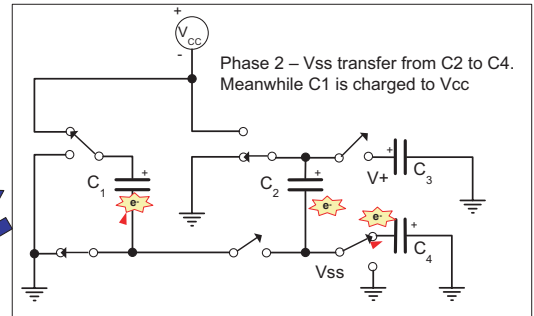 +
VCC
-
Phase 2 – Vss transfer from C2 to C4.
Meanwhile C1 is charged to Vcc
+
C1
e-
+
C2
e-
+
V+
C3
e-
+
C4
Vss